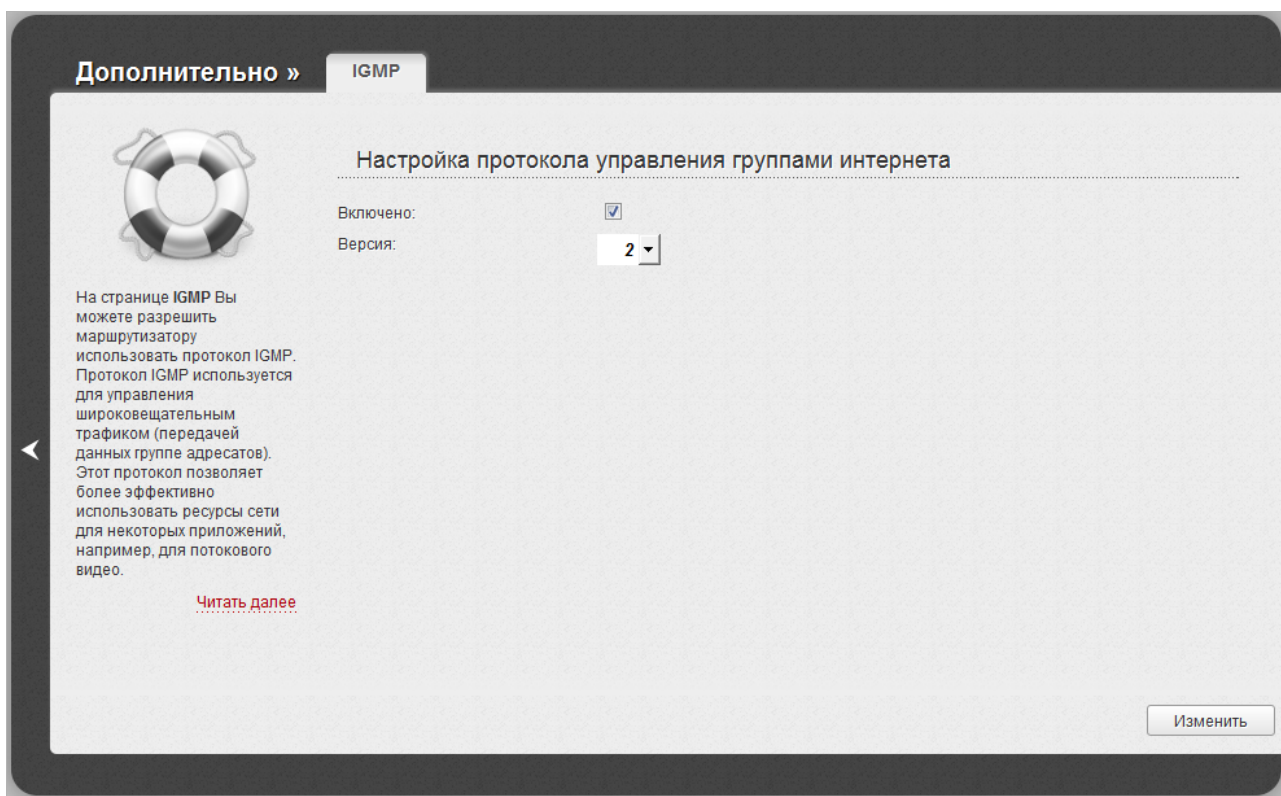 Дополнительно »
IGMP
Настройка протокола управления группами интернета
Включено:
Версия:
2
На странице IGMP Вы
можете разрешить
маршрутизатору
использовать протокол IGMP.
Протокол IGMP используется
для управления
широковещательным
трафиком (передачей
данных группе адресатов).
Этот протокол позволяет
более эффективно
использовать ресурсы сети
для некоторых приложений,
например, для потокового
видео.
Читать далее
Изменить